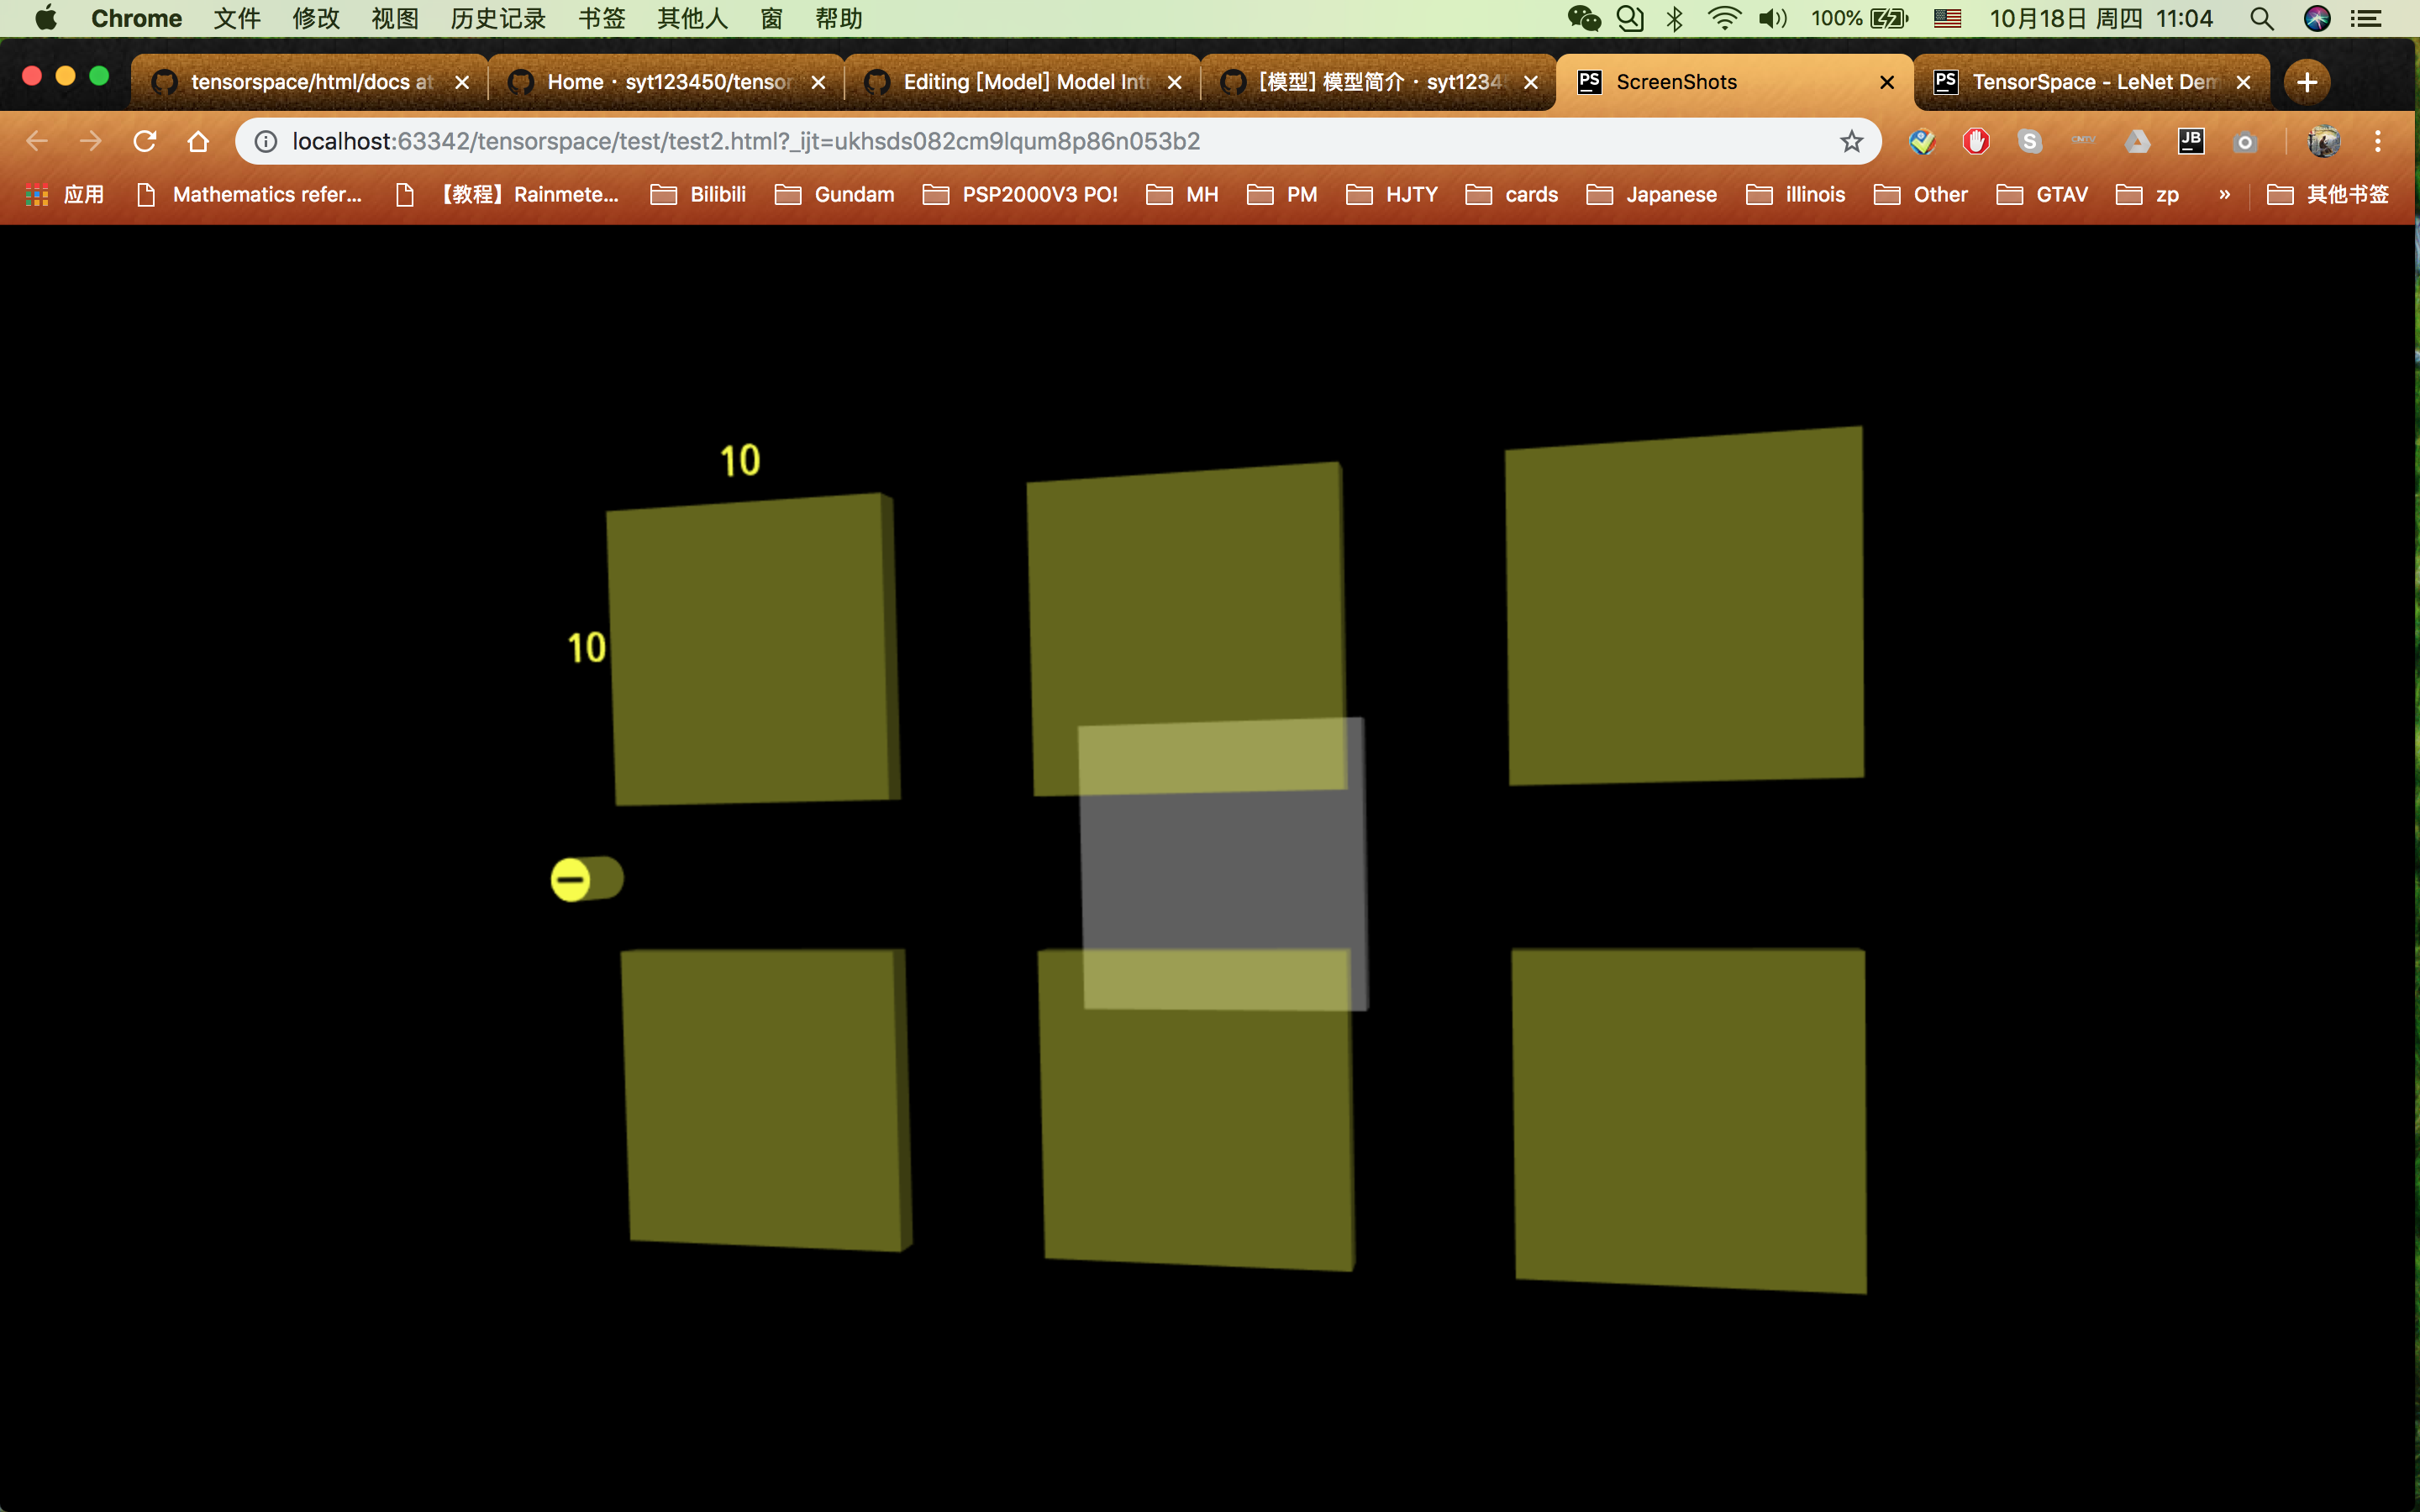 Chrome 文件 修改 视图 历史记录 书签 其他人 窗 帮助 100% 10月18日 周四 11:04
tensorspace/html/docs at Home · syt123450/tensor Editing [Model] Model Int [模型] 模型简介 · syt1234 PS ScreenShots PS TensorSpace - LeNet Dem
localhost:63342/tensorspace/test/test2.html?_ijt=ukhsds082cm9lqum8p86n053b2 S CNTV JB
应用 Mathematics refer... 【教程】Rainmete... Bilibili Gundam PSP2000V3 PO! MH PM HJTY cards Japanese illinois Other GTAV zp » 其他书签
10
10